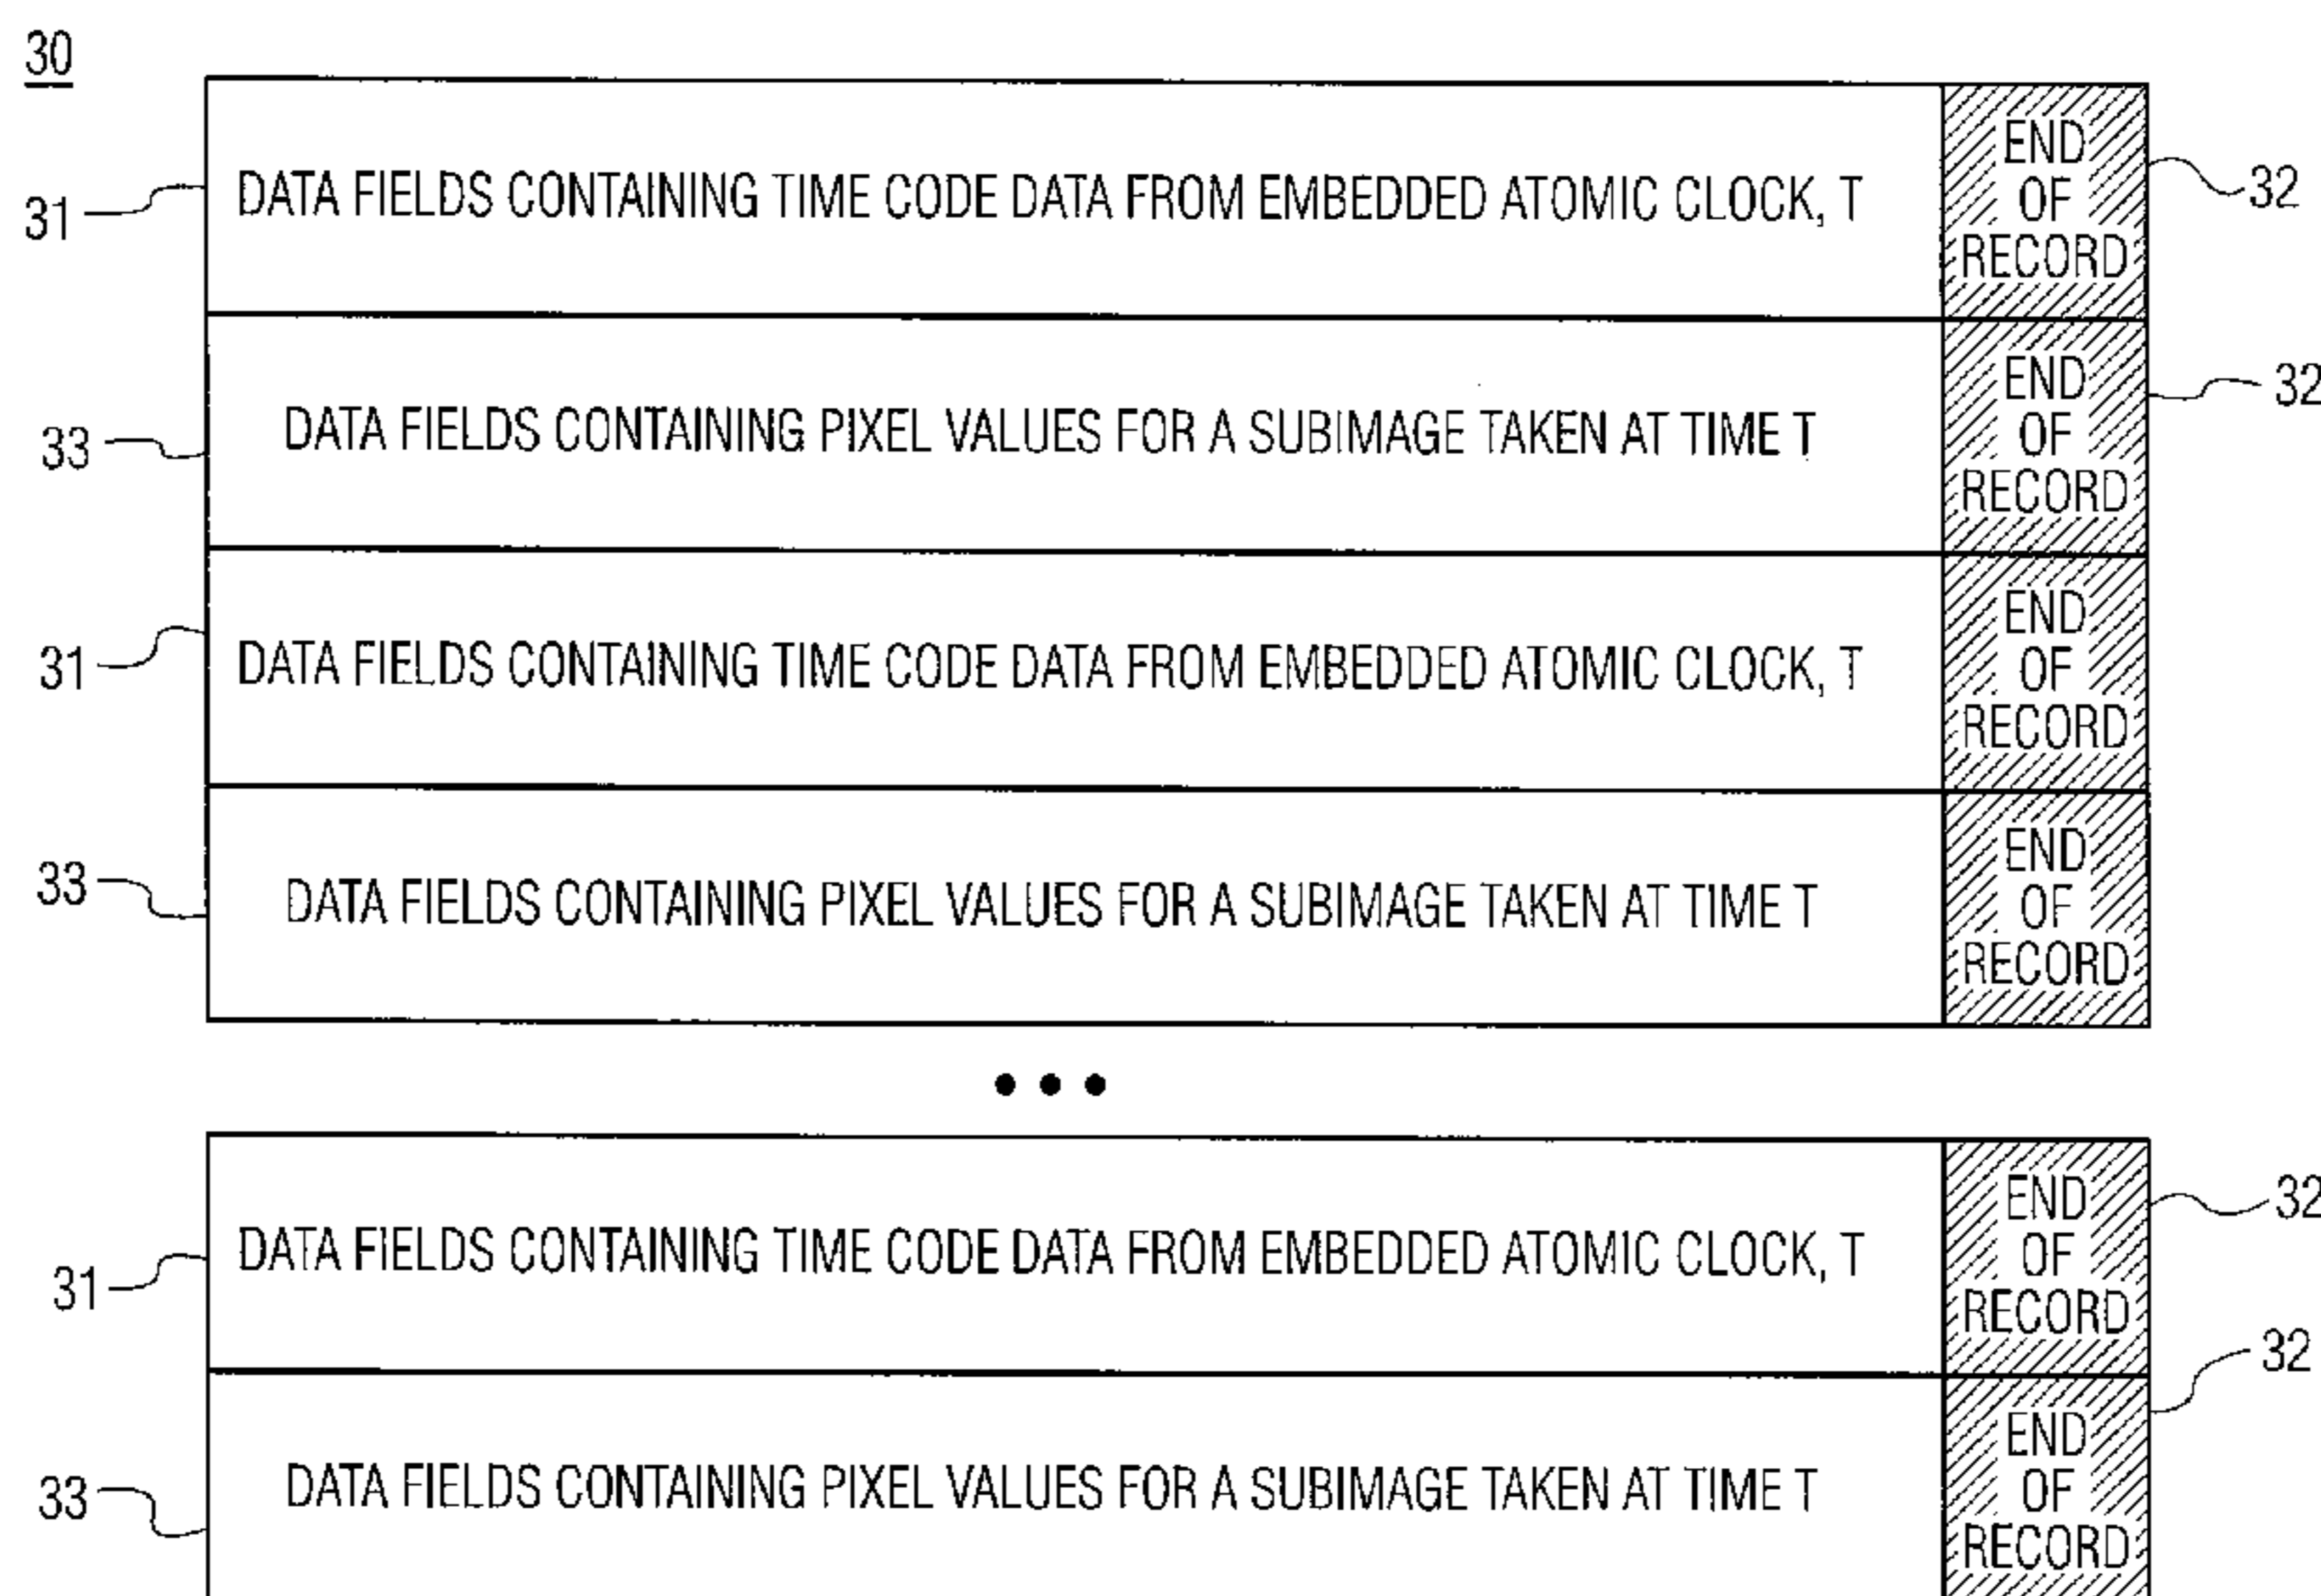 30
31 DATA FIELDS CONTAINING TIME CODE DATA FROM EMBEDDED ATOMIC CLOCK, T
END
OF
RECORD
32
33 DATA FIELDS CONTAINING PIXEL VALUES FOR A SUBIMAGE TAKEN AT TIME T
END
OF
RECORD
32
31 DATA FIELDS CONTAINING TIME CODE DATA FROM EMBEDDED ATOMIC CLOCK, T
END
OF
RECORD
33 DATA FIELDS CONTAINING PIXEL VALUES FOR A SUBIMAGE TAKEN AT TIME T
END
OF
RECORD
•••
31 DATA FIELDS CONTAINING TIME CODE DATA FROM EMBEDDED ATOMIC CLOCK, T
END
OF
RECORD
32
33 DATA FIELDS CONTAINING PIXEL VALUES FOR A SUBIMAGE TAKEN AT TIME T
END
OF
RECORD
32